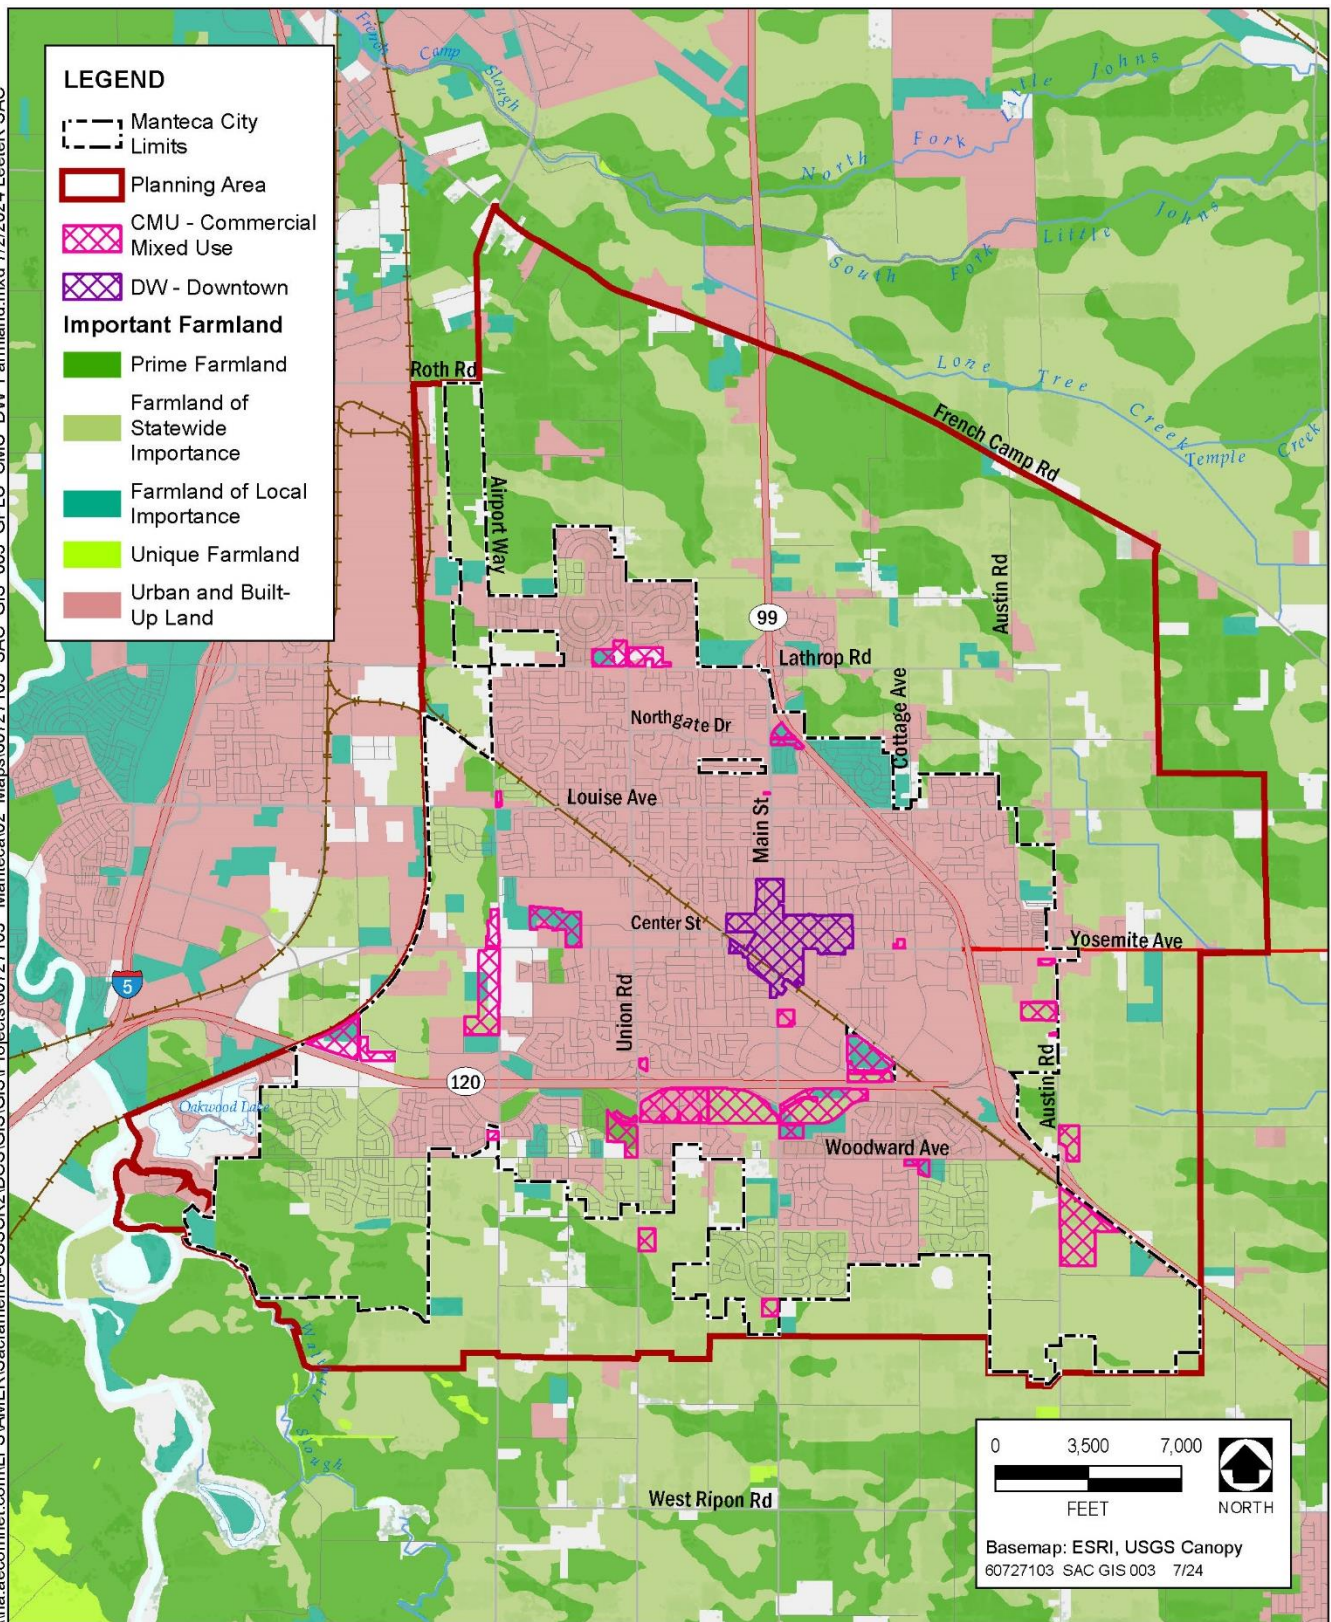 LEGEND
Manteca City
Limits
Planning Area
CMU - Commercial
Mixed Use
DW - Downtown
Important Farmland
Prime Farmland
Farmland of
Statewide
Importance
Farmland of Local
Importance
Unique Farmland
Urban and Built-
Up Land
French Camp Slough
North Fork Little Johns
South Fork Little Johns
Lone Tree Creek
Temple Creek
French Camp Rd
Roth Rd
Airport Way
Austin Rd
99
Lathrop Rd
Cottage Ave
Northgate Dr
Louise Ave
Main St
Center St
Yosemite Ave
5
Union Rd
120
Austin Rd
Oakwood Lake
Woodward Ave
Walthall Slough
West Ripon Rd
0 3,500 7,000
FEET
NORTH
Basemap: ESRI, USGS Canopy
60727103 SAC GIS 003 7/24